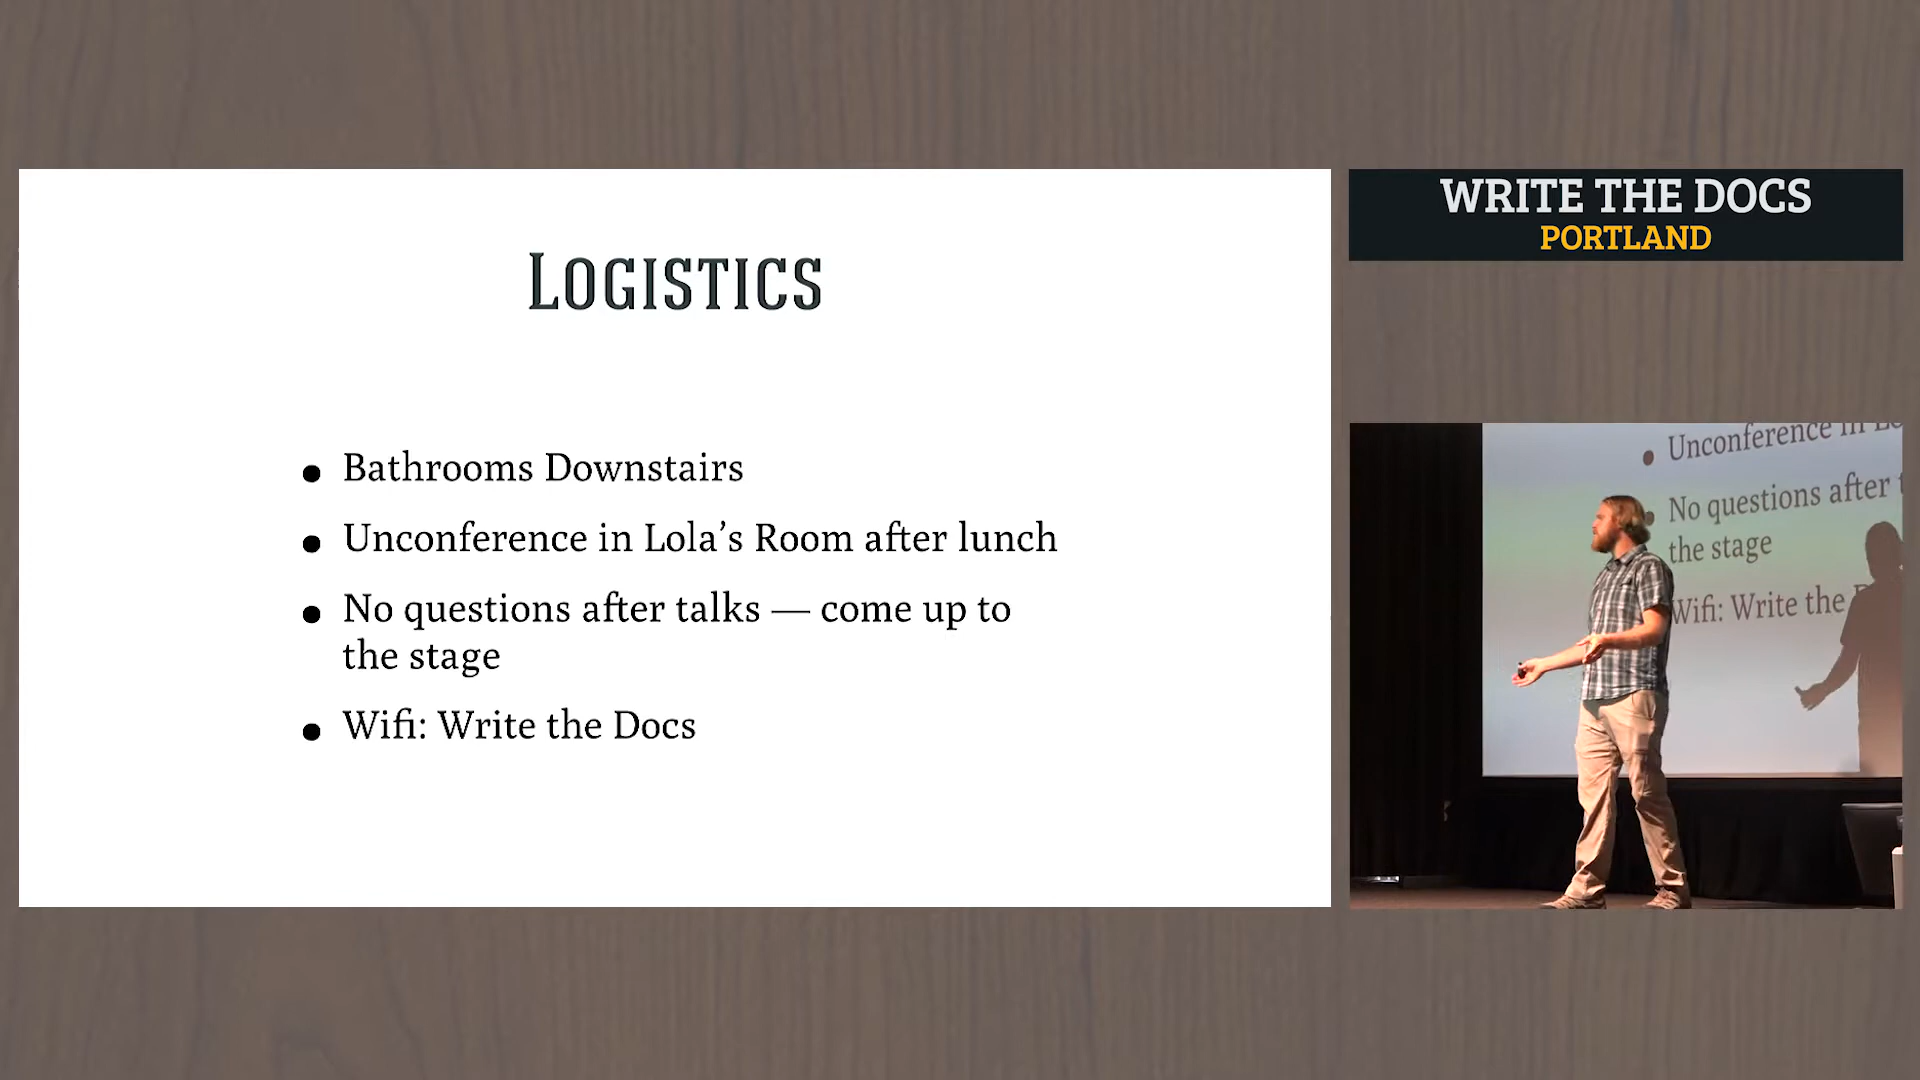 LOGISTICS
• Bathrooms Downstairs
• Unconference in Lola’s Room after lunch
• No questions after talks — come up to
the stage
• Wifi: Write the Docs
WRITE THE DOCS
PORTLAND
• Unconference in
• No questions after
the stage
Wifi: Write the